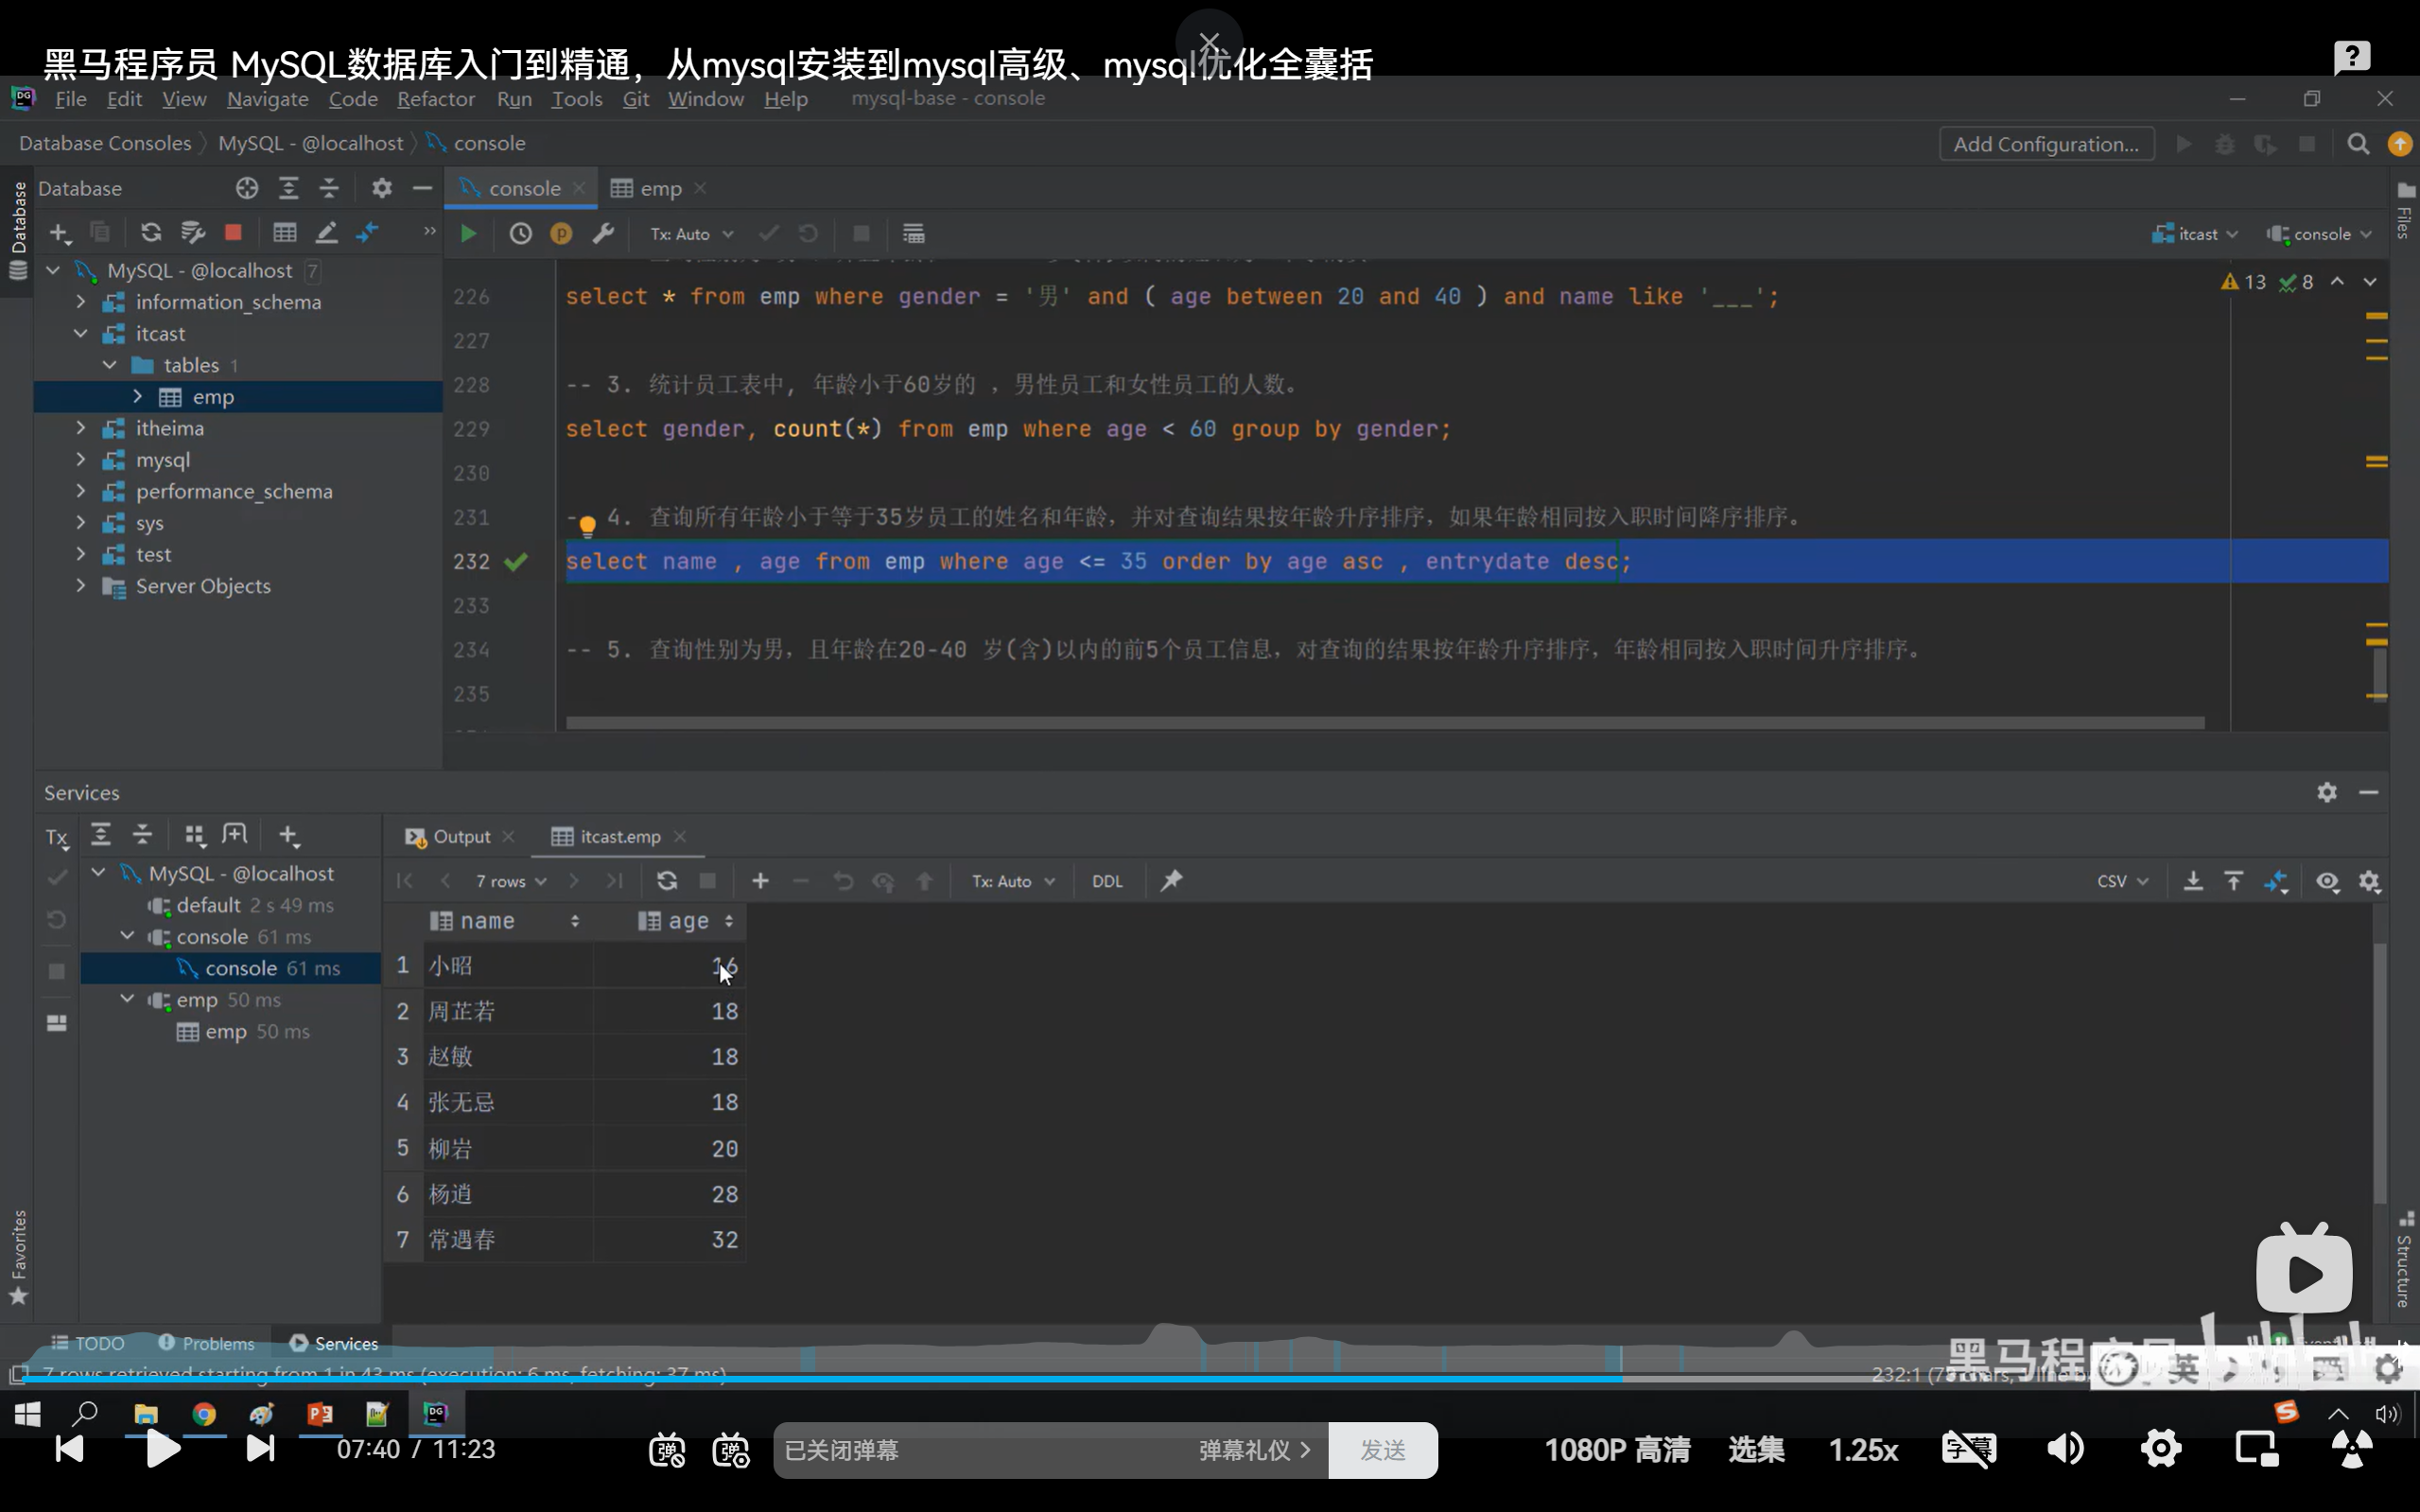 黑马程序员 MySQL数据库入门到精通，从mysql安装到mysql高级、mysql优化全囊括
File Edit View Navigate Code Refactor Run Tools Git Window Help mysql-base - console
Database Consoles MySQL - @localhost console Add Configuration...
Database
Database
console
emp
Files
Tx: Auto
itcast
console
MySQL - @localhost 7
information_schema
itcast
tables 1
emp
itheima
mysql
performance_schema
sys
test
Server Objects
13 8
226 select * from emp where gender = '男' and ( age between 20 and 40 ) and name like '___';
227
228 -- 3. 统计员工表中, 年龄小于60岁的 , 男性员工和女性员工的人数。
229 select gender, count(*) from emp where age < 60 group by gender;
230
231 - 4. 查询所有年龄小于等于35岁员工的姓名和年龄，并对查询结果按年龄升序排序，如果年龄相同按入职时间降序排序。
232 select name , age from emp where age <= 35 order by age asc , entrydate desc;
233
234 -- 5. 查询性别为男，且年龄在20-40 岁(含)以内的前5个员工信息，对查询的结果按年龄升序排序，年龄相同按入职时间升序排序。
235
Services
Tx
MySQL - @localhost
default 2 s 49 ms
console 61 ms
console 61 ms
emp 50 ms
emp 50 ms
Output
itcast.emp
7 rows Tx: Auto DDL CSV
name age
1 小昭 16
2 周芷若 18
3 赵敏 18
4 张无忌 18
5 柳岩 20
6 杨逍 28
7 常遇春 32
Favorites
Structure
TODO Problems Services
7 rows retrieved starting from 1 in 43 ms (execution: 6 ms, fetching: 37 ms)
232:1
黑马程
英
07:40 / 11:23
弹
弹
已关闭弹幕
弹幕礼仪 >
发送
1080P 高清
选集
1.25x
字幕